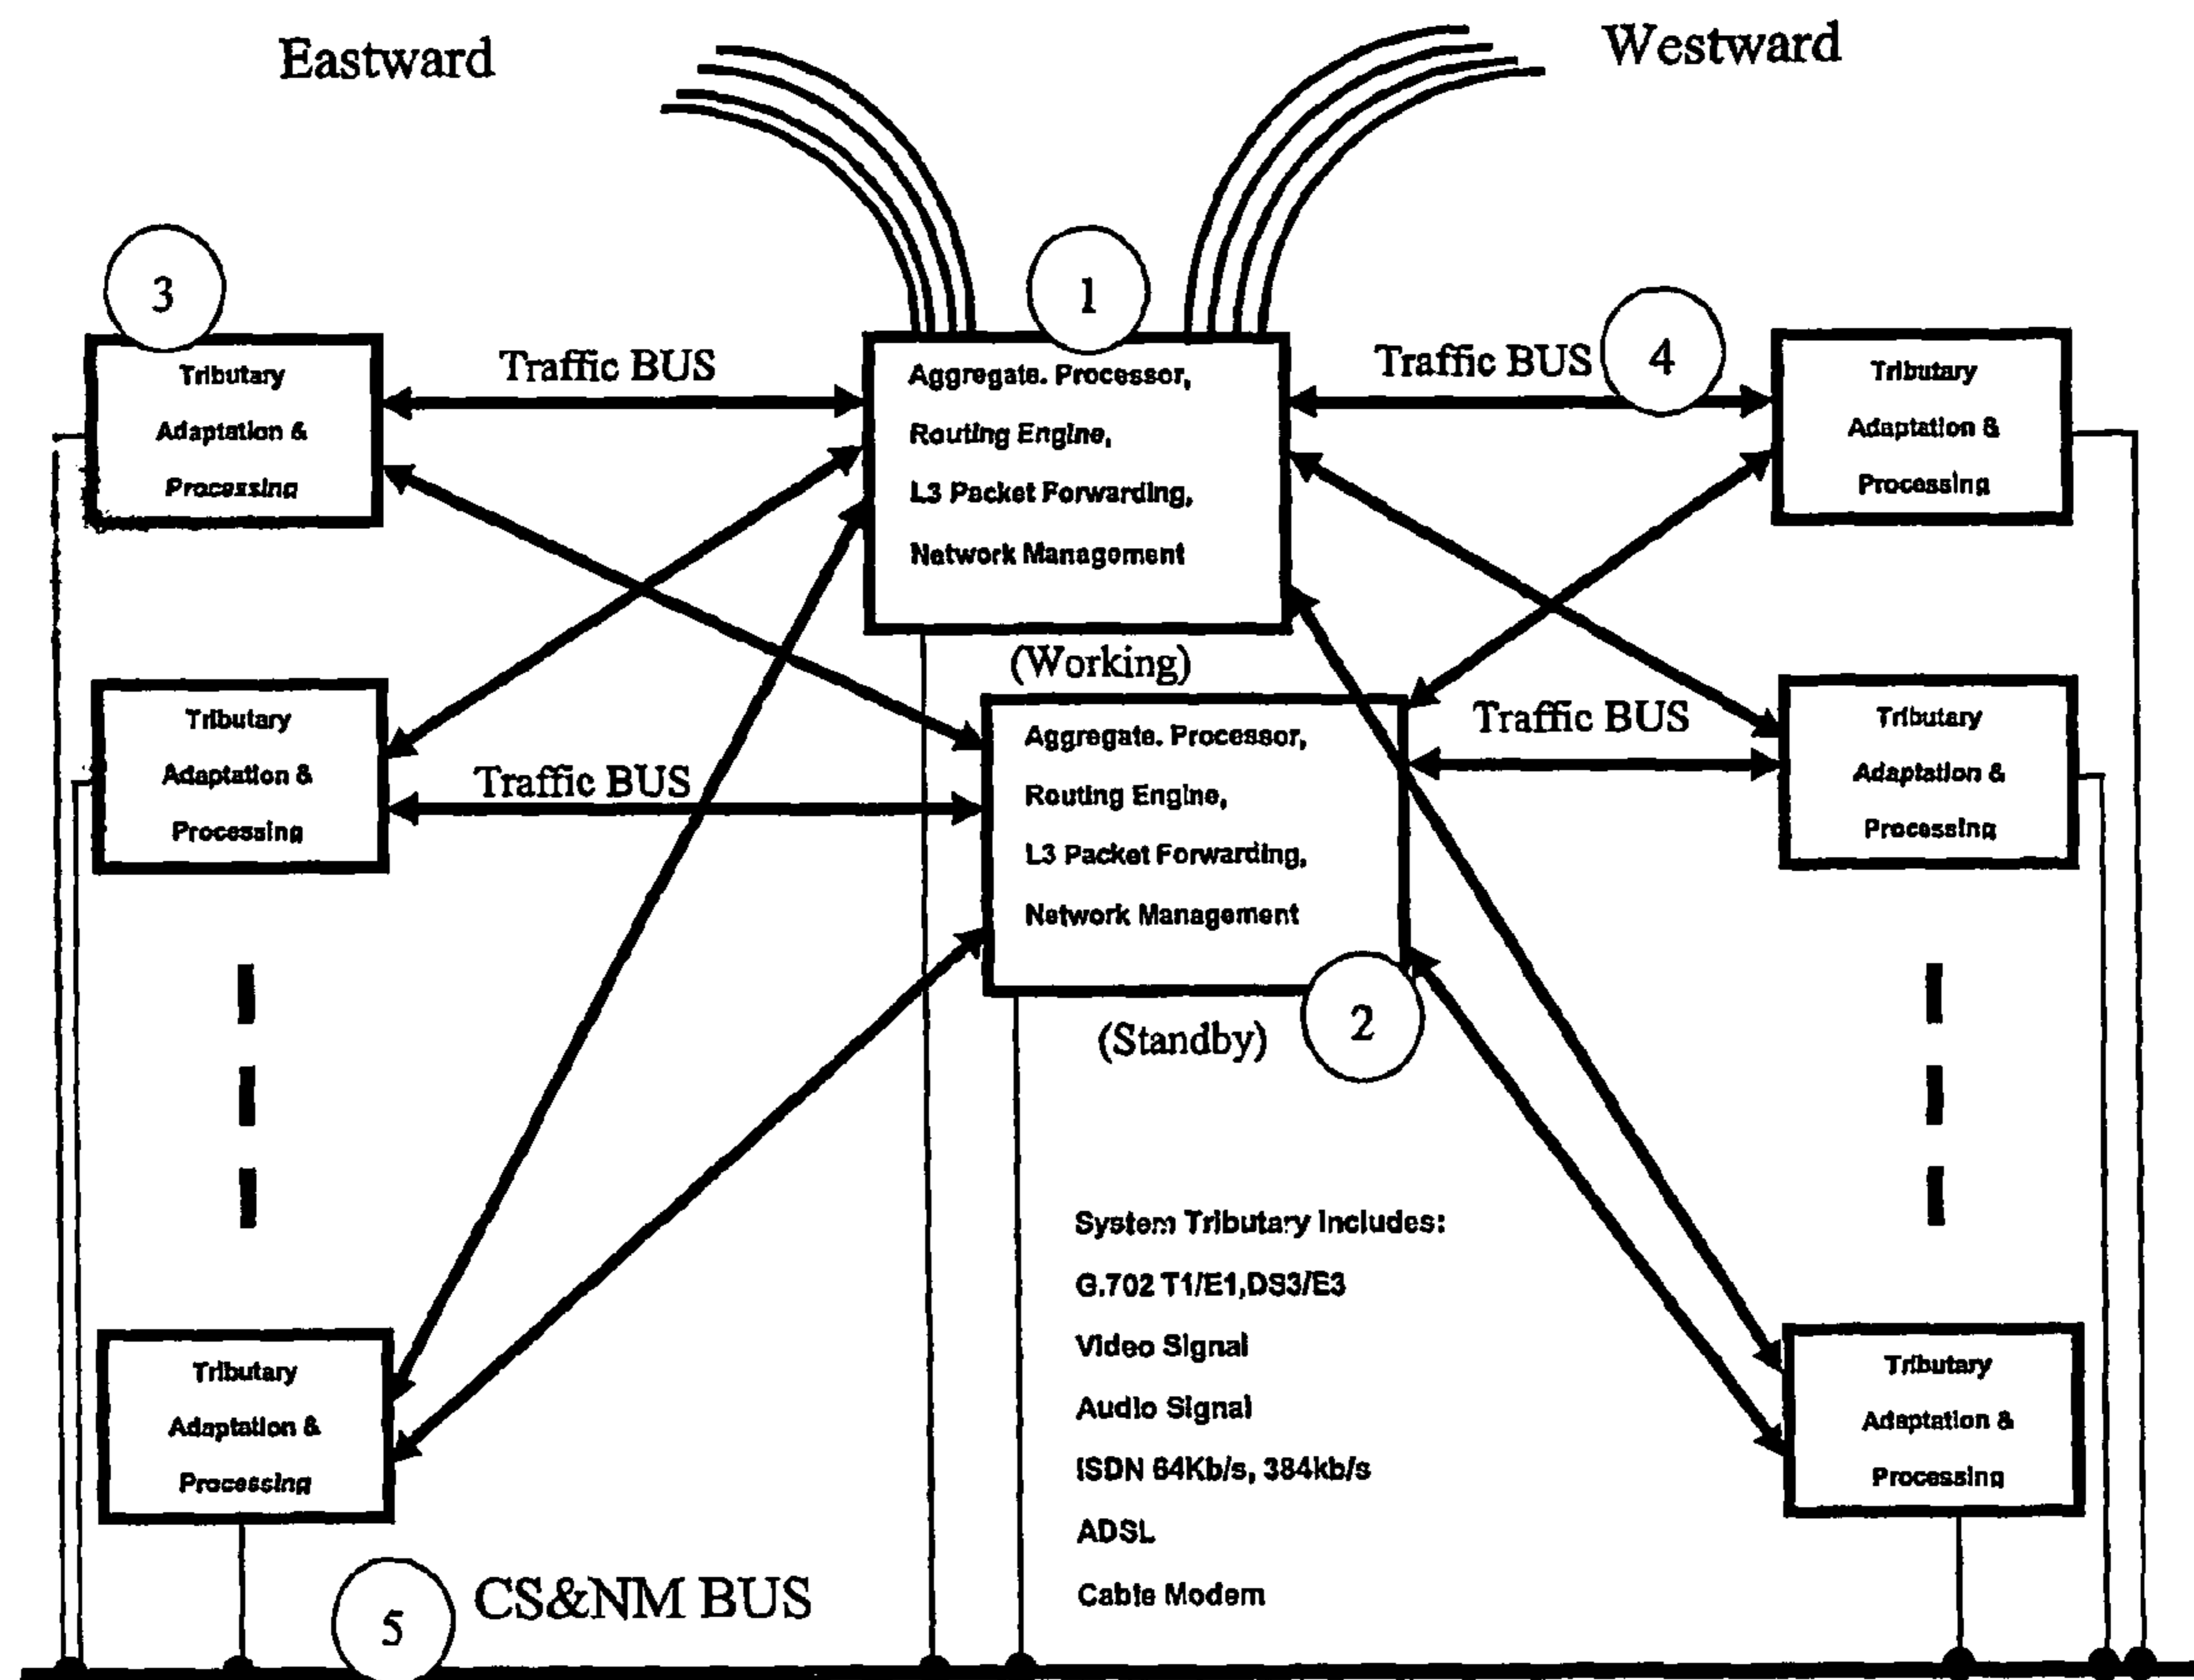 Eastward
Westward
3
1
4
Tributary
Adaptation &
Processing
Traffic BUS
Aggregate. Processor,
Routing Engine,
L3 Packet Forwarding,
Network Management
Traffic BUS
Tributary
Adaptation &
Processing
(Working)
Tributary
Adaptation &
Processing
Traffic BUS
Aggregate. Processor,
Routing Engine,
L3 Packet Forwarding,
Network Management
Traffic BUS
Tributary
Adaptation &
Processing
(Standby)
2
System Tributary Includes:
G.702 T1/E1,DS3/E3
Video Signal
Audio Signal
ISDN 64Kb/s, 384kb/s
ADSL
Cable Modem
Tributary
Adaptation &
Processing
Tributary
Adaptation &
Processing
5
CS&NM BUS